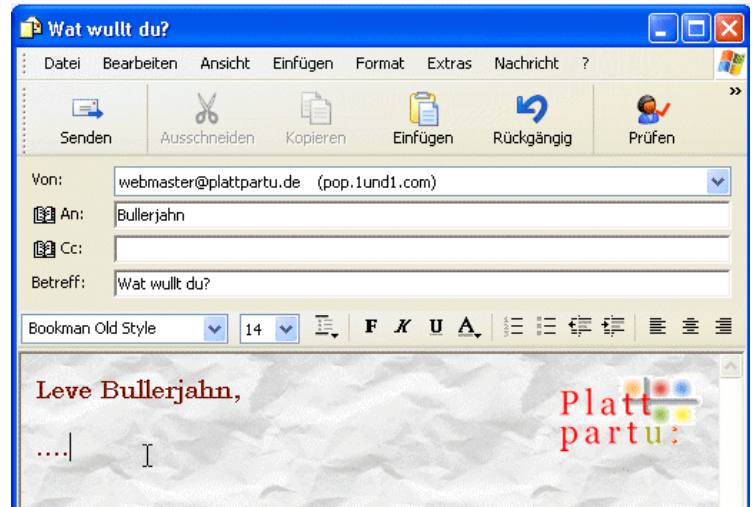 Wat wullt du?
Datei Bearbeiten Ansicht Einfügen Format Extras Nachricht ?
Senden Ausschneiden Kopieren Einfügen Rückgängig Prüfen
Von: webmaster@plattpartu.de (pop.1und1.com)
An: Bullerjahn
Cc:
Betreff: Wat wullt du?
Bookman Old Style 14 F K U A
Leve Bullerjahn,
....
Platt
partu: